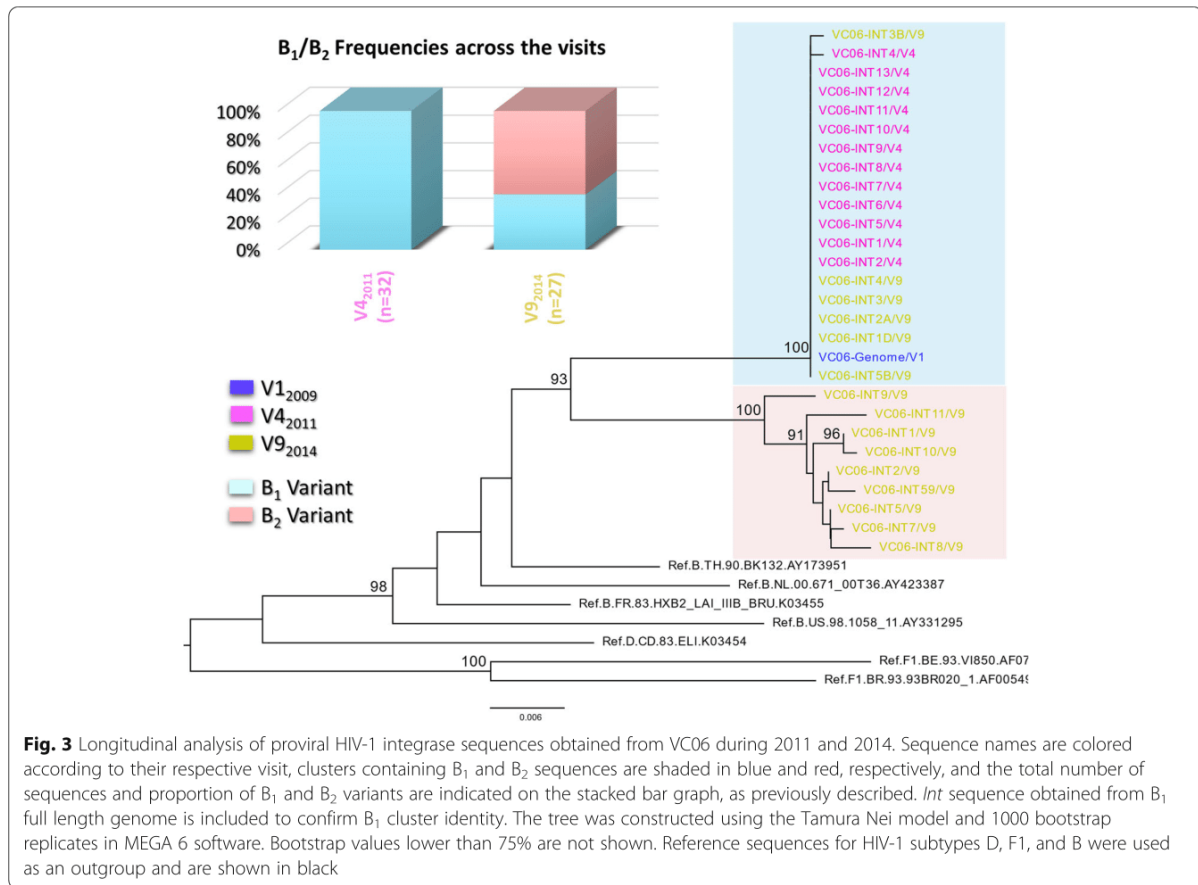 B₁/B₂ Frequencies across the visits
100%
80%
60%
40%
20%
0%
V4₂₀₁₁
(n=32)
V9₂₀₁₄
(n=27)
V1₂₀₀₉
V4₂₀₁₁
V9₂₀₁₄
B₁ Variant
B₂ Variant
VC06-INT3B/V9
VC06-INT4/V4
VC06-INT13/V4
VC06-INT12/V4
VC06-INT11/V4
VC06-INT10/V4
VC06-INT9/V4
VC06-INT8/V4
VC06-INT7/V4
VC06-INT6/V4
VC06-INT5/V4
VC06-INT1/V4
VC06-INT2/V4
VC06-INT4/V9
VC06-INT3/V9
VC06-INT2A/V9
VC06-INT1D/V9
100
VC06-Genome/V1
VC06-INT5B/V9
93
VC06-INT9/V9
100
VC06-INT11/V9
91
96
VC06-INT1/V9
VC06-INT10/V9
VC06-INT2/V9
VC06-INT59/V9
VC06-INT5/V9
VC06-INT7/V9
VC06-INT8/V9
Ref.B.TH.90.BK132.AY173951
98
Ref.B.NL.00.671_00T36.AY423387
Ref.B.FR.83.HXB2_LAI_IIIB_BRU.K03455
Ref.B.US.98.1058_11.AY331295
Ref.D.CD.83.ELI.K03454
100
Ref.F1.BE.93.VI850.AF07
Ref.F1.BR.93.93BR020_1.AF0054
0.006
Fig. 3 Longitudinal analysis of proviral HIV-1 integrase sequences obtained from VC06 during 2011 and 2014. Sequence names are colored
according to their respective visit, clusters containing B₁ and B₂ sequences are shaded in blue and red, respectively, and the total number of
sequences and proportion of B₁ and B₂ variants are indicated on the stacked bar graph, as previously described. Int sequence obtained from B₁
full length genome is included to confirm B₁ cluster identity. The tree was constructed using the Tamura Nei model and 1000 bootstrap
replicates in MEGA 6 software. Bootstrap values lower than 75% are not shown. Reference sequences for HIV-1 subtypes D, F1, and B were used
as an outgroup and are shown in black